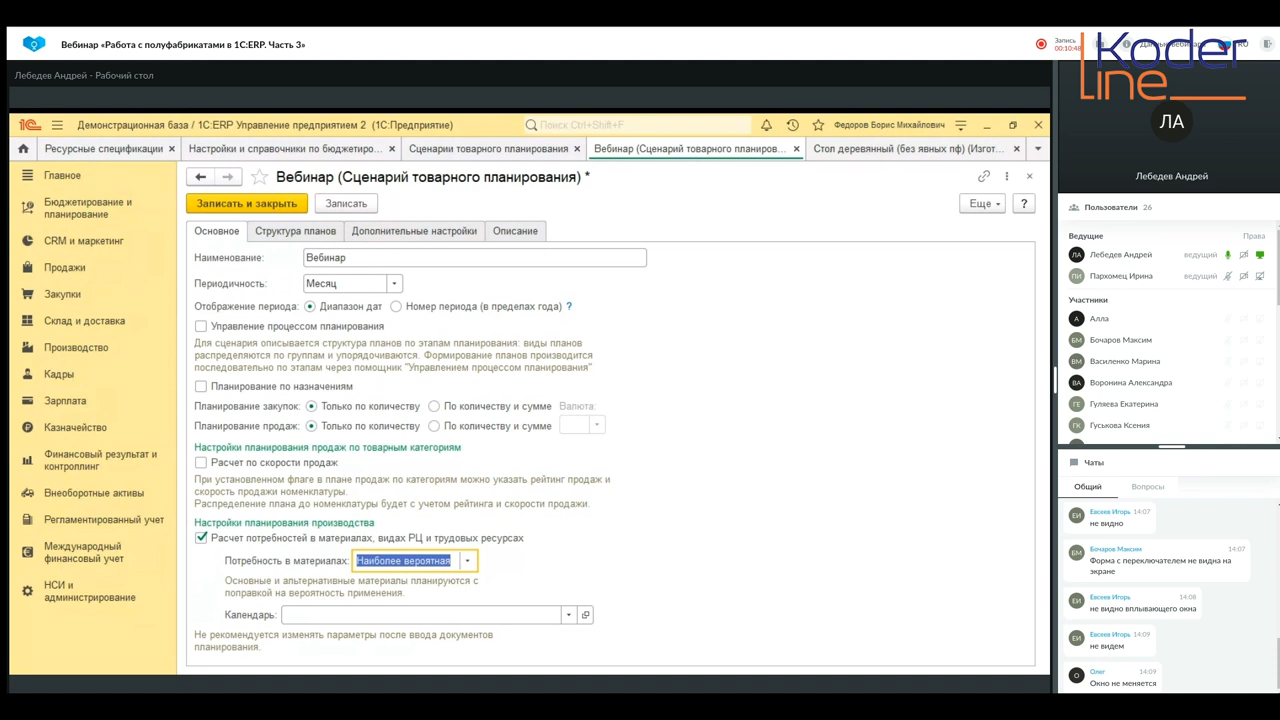 Вебинар «Работа с полуфабрикатами в 1С:ERP. Часть 3»
Запись
00:10:48
RU
Koder
line
Лебедев Андрей - Рабочий стол
ЛА
Лебедев Андрей
Демонстрационная база / 1С:ERP Управление предприятием 2 (1С:Предприятие)
Поиск Ctrl+Shift+F
Федоров Борис Михайлович
Ресурсные спецификации
Настройки и справочники по бюджетиро...
Сценарии товарного планирования
Вебинар (Сценарий товарного планиров...
Стол деревянный (без явных пф) (Изгот...
Главное
Бюджетирование и
планирование
CRM и маркетинг
Продажи
Закупки
Склад и доставка
Производство
Кадры
Зарплата
Казначейство
Финансовый результат и
контроллинг
Внеоборотные активы
Регламентированный учет
Международный
финансовый учет
НСИ и
администрирование
Вебинар (Сценарий товарного планирования) *
Записать и закрыть
Записать
Еще
?
Основное
Структура планов
Дополнительные настройки
Описание
Наименование:
Вебинар
Периодичность:
Месяц
Отображение периода:
Диапазон дат
Номер периода (в пределах года)
?
Управление процессом планирования
Для сценария описывается структура планов по этапам планирования: виды планов
распределяются по группам и упорядочиваются. Формирование планов производится
последовательно по этапам через помощник "Управлением процессом планирования"
Планирование по назначениям
Планирование закупок:
Только по количеству
По количеству и сумме
Валюта:
Планирование продаж:
Только по количеству
По количеству и сумме
Настройки планирования продаж по товарным категориям
Расчет по скорости продаж
При установленном флаге в плане продаж по категориям можно указать рейтинг продаж и
скорость продажи номенклатуры.
Распределение плана до номенклатуры будет с учетом рейтинга и скорости продажи.
Настройки планирования производства
Расчет потребностей в материалах, видах РЦ и трудовых ресурсах
Потребность в материалах:
Наиболее вероятная
Основные и альтернативные материалы планируются с
поправкой на вероятность применения.
Календарь:
Не рекомендуется изменять параметры после ввода документов
планирования.
Пользователи 26
Ведущие
Права
ЛА Лебедев Андрей ведущий
ПИ Пархомец Ирина ведущий
Участники
А Алла
БМ Бочаров Максим
ВМ Василенко Марина
ВА Воронина Александра
ГЕ Гуляева Екатерина
ГК Гуськова Ксения
Чаты
Общий
Вопросы
ЕИ Евсеев Игорь 14:07
не видно
БМ Бочаров Максим 14:07
Форма с переключателем не видна на
экране
ЕИ Евсеев Игорь 14:08
не видно вплывающего окна
ЕИ Евсеев Игорь 14:09
не видем
О Олег 14:09
Окно не меняется